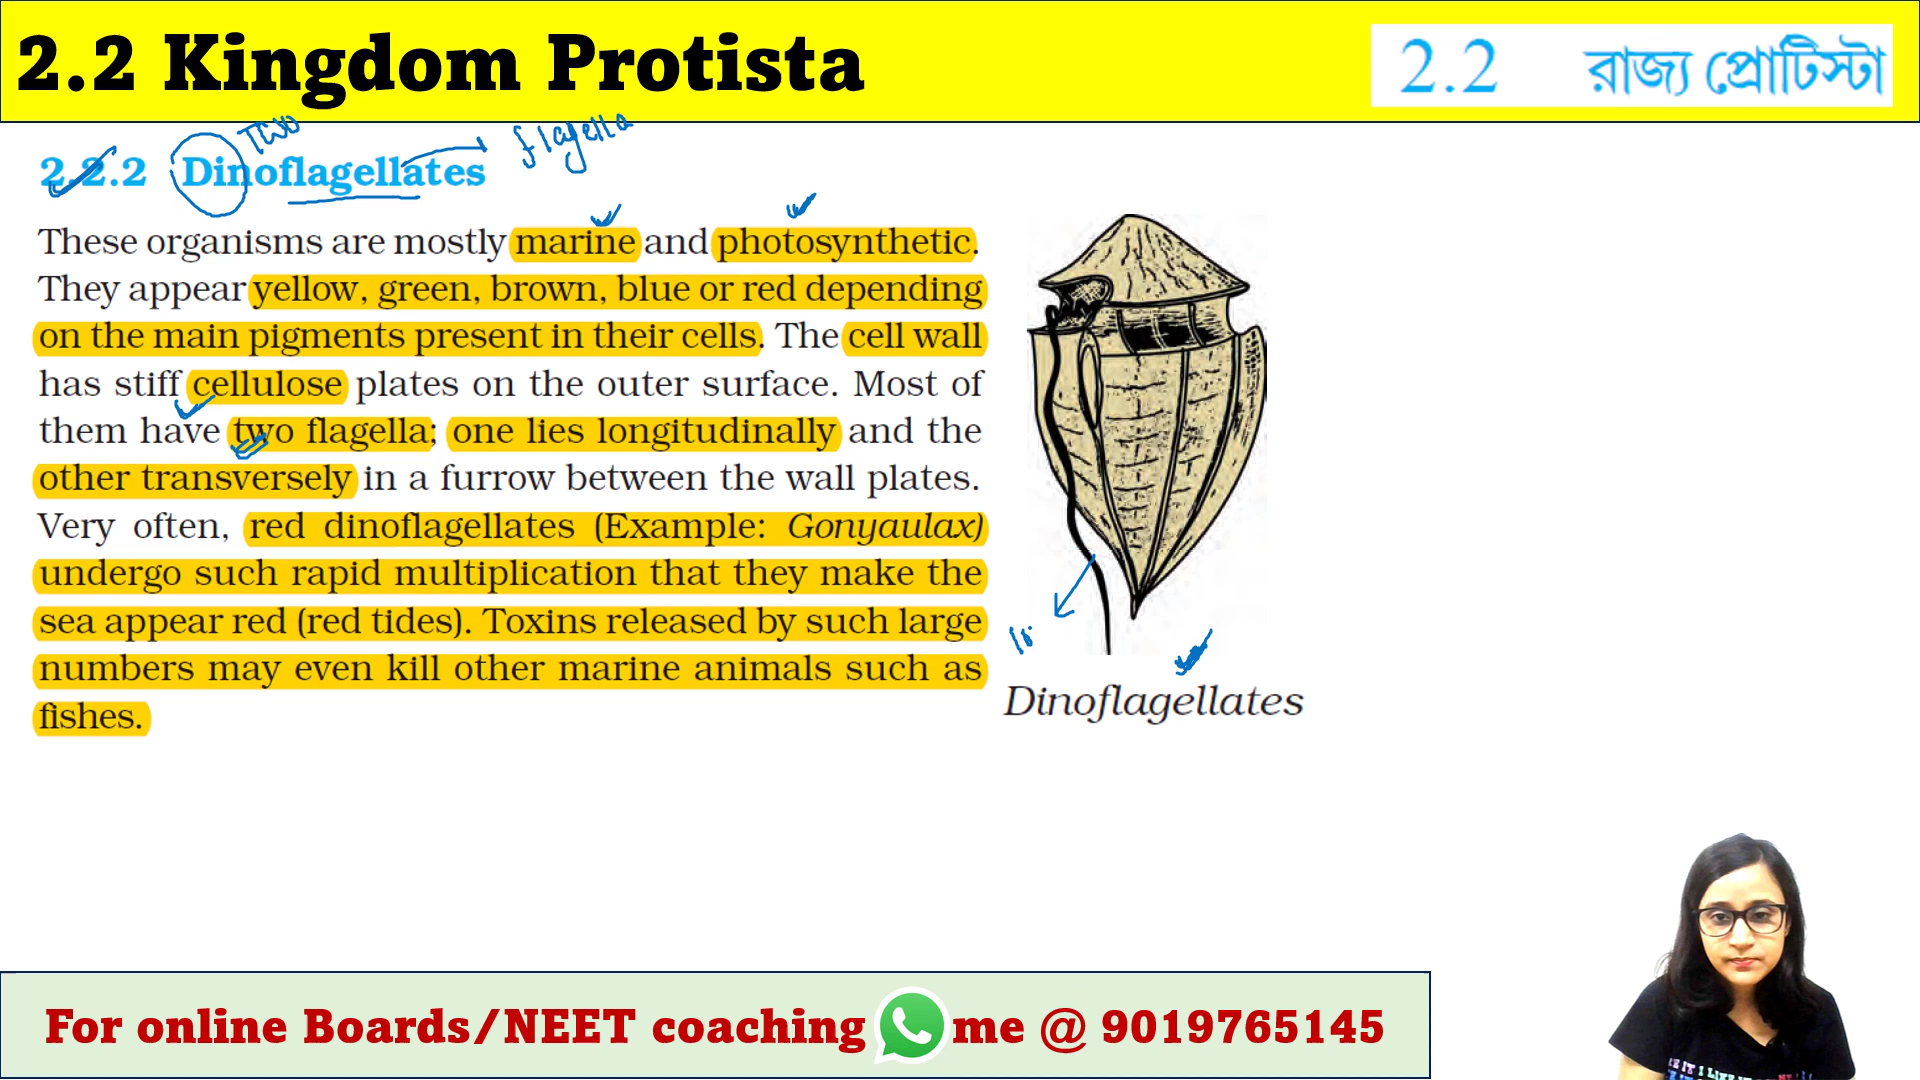 2.2 Kingdom Protista
2.2 রাজ্য প্রোটিস্টা
Two
flagella
2.2.2 Dinoflagellates
These organisms are mostly marine and photosynthetic.
They appear yellow, green, brown, blue or red depending
on the main pigments present in their cells. The cell wall
has stiff cellulose plates on the outer surface. Most of
them have two flagella; one lies longitudinally and the
other transversely in a furrow between the wall plates.
Very often, red dinoflagellates (Example: Gonyaulax)
undergo such rapid multiplication that they make the
sea appear red (red tides). Toxins released by such large
numbers may even kill other marine animals such as
fishes.
Dinoflagellates
For online Boards/NEET coaching me @ 9019765145